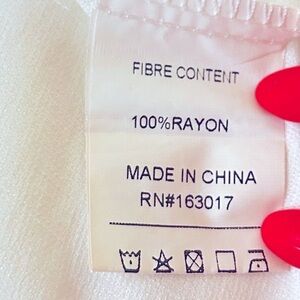 FIBRE CONTENT
100%RAYON
MADE IN CHINA
RN#163017